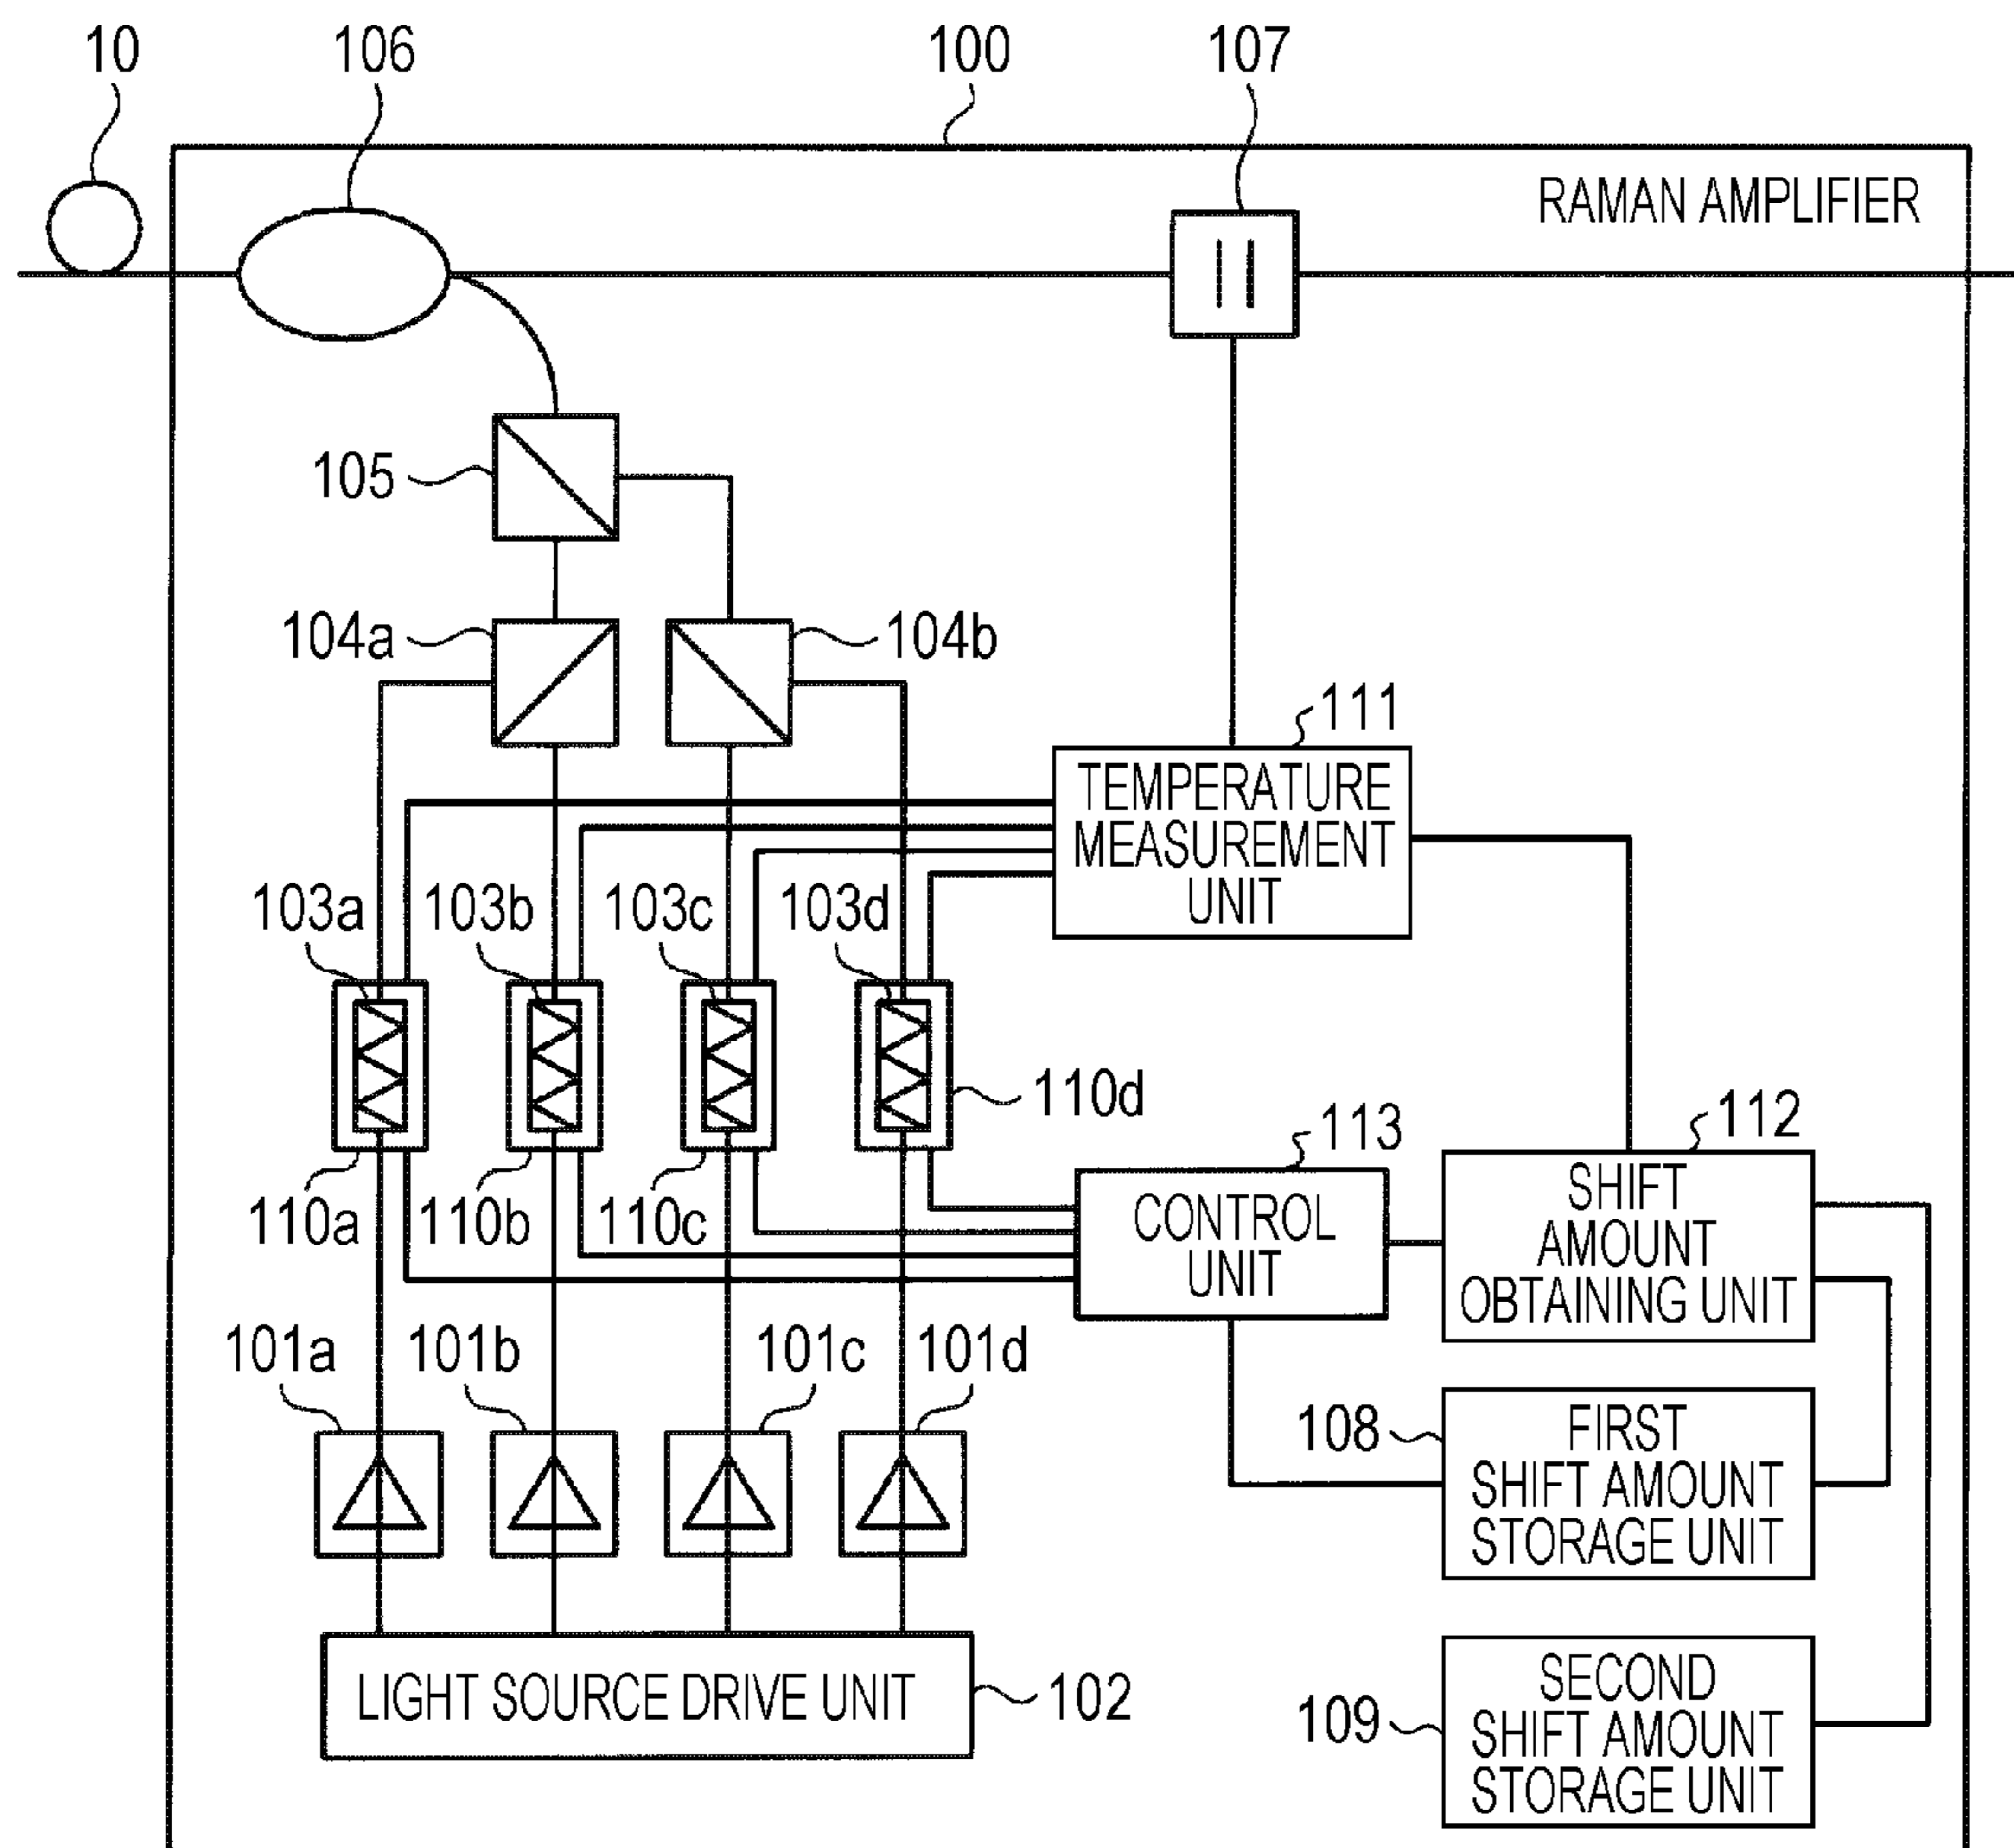 10
106
100
107
RAMAN AMPLIFIER
105
104a
104b
111
TEMPERATURE
MEASUREMENT
UNIT
103a
103b
103c
103d
110d
113
112
110a
110b
110c
CONTROL
UNIT
SHIFT
AMOUNT
OBTAINING UNIT
101a
101b
101c
101d
108
FIRST
SHIFT AMOUNT
STORAGE UNIT
LIGHT SOURCE DRIVE UNIT
102
109
SECOND
SHIFT AMOUNT
STORAGE UNIT